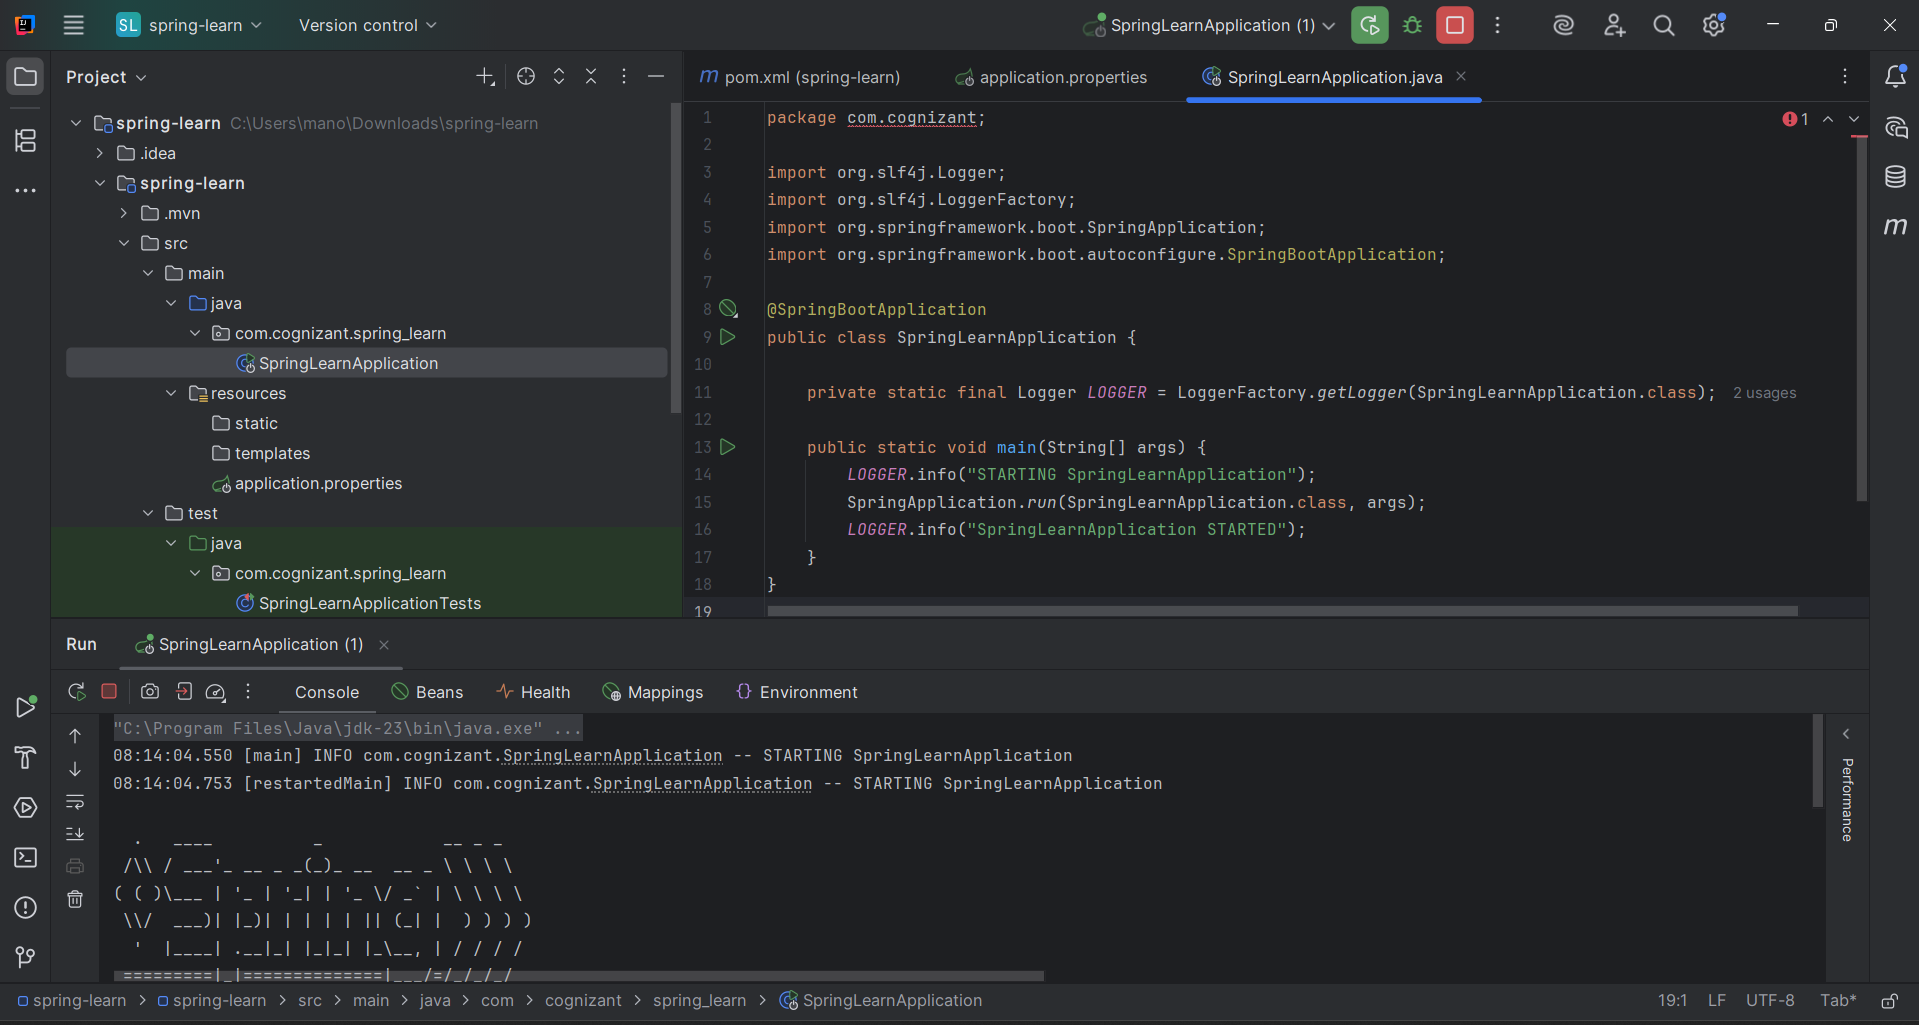 SL spring-learn Version control SpringLearnApplication (1)
Project
spring-learn C:\Users\mano\Downloads\spring-learn
.idea
spring-learn
.mvn
src
main
java
com.cognizant.spring_learn
SpringLearnApplication
resources
static
templates
application.properties
test
java
com.cognizant.spring_learn
SpringLearnApplicationTests
m pom.xml (spring-learn) application.properties SpringLearnApplication.java
1 package com.cognizant; 1
2
3 import org.slf4j.Logger;
4 import org.slf4j.LoggerFactory;
5 import org.springframework.boot.SpringApplication;
6 import org.springframework.boot.autoconfigure.SpringBootApplication;
7
8 @SpringBootApplication
9 public class SpringLearnApplication {
10
11 private static final Logger LOGGER = LoggerFactory.getLogger(SpringLearnApplication.class); 2 usages
12
13 public static void main(String[] args) {
14 LOGGER.info("STARTING SpringLearnApplication");
15 SpringApplication.run(SpringLearnApplication.class, args);
16 LOGGER.info("SpringLearnApplication STARTED");
17 }
18 }
19
m
Run SpringLearnApplication (1)
Console Beans Health Mappings Environment
"C:\Program Files\Java\jdk-23\bin\java.exe" ...
08:14:04.550 [main] INFO com.cognizant.SpringLearnApplication -- STARTING SpringLearnApplication
08:14:04.753 [restartedMain] INFO com.cognizant.SpringLearnApplication -- STARTING SpringLearnApplication
  .   ____          _            __ _ _
 /\\ / ___'_ __ _ _(_)_ __  __ _ \ \ \ \
( ( )\___ | '_ | '_| | '_ \/ _` | \ \ \ \
 \\/  ___)| |_)| | | | | || (_| |  ) ) ) )
  '  |____| .__|_| |_|_| |_\__, | / / / /
 =========|_|==============|___/=/_/_/_/
Performance
spring-learn > spring-learn > src > main > java > com > cognizant > spring_learn > SpringLearnApplication 19:1 LF UTF-8 Tab*